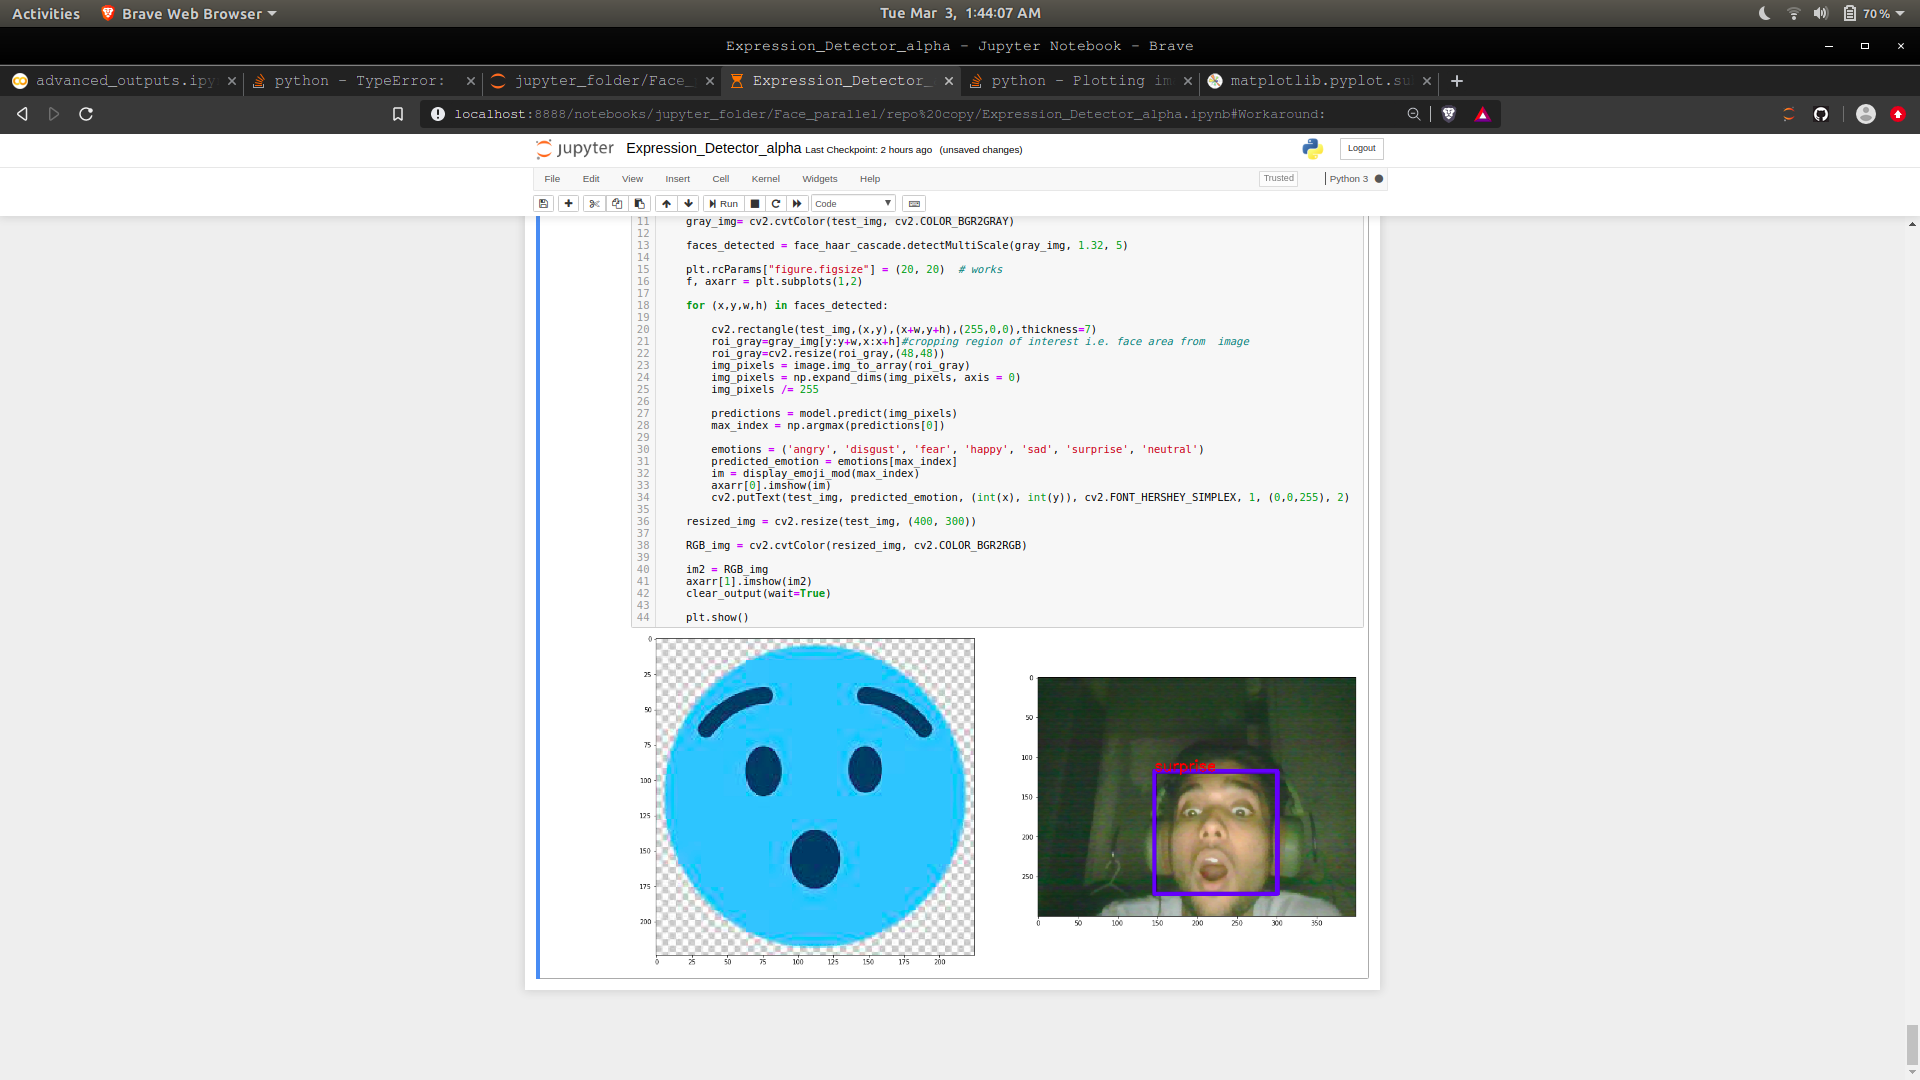 Activities
Brave Web Browser
Tue Mar 3, 1:44:07 AM
70 %
Expression_Detector_alpha - Jupyter Notebook - Brave
advanced_outputs.ipy
python - TypeError:
jupyter_folder/Face_
Expression_Detector_
python - Plotting im
matplotlib.pyplot.su
localhost:8888/notebooks/jupyter_folder/Face_parallel/repo%20copy/Expression_Detector_alpha.ipynb#Workaround:
jupyter Expression_Detector_alpha Last Checkpoint: 2 hours ago (unsaved changes)
Logout
File Edit View Insert Cell Kernel Widgets Help
Trusted
Python 3
Run
Code
11 gray_img= cv2.cvtColor(test_img, cv2.COLOR_BGR2GRAY)
12
13 faces_detected = face_haar_cascade.detectMultiScale(gray_img, 1.32, 5)
14
15 plt.rcParams["figure.figsize"] = (20, 20) # works
16 f, axarr = plt.subplots(1,2)
17
18 for (x,y,w,h) in faces_detected:
19
20 cv2.rectangle(test_img,(x,y),(x+w,y+h),(255,0,0),thickness=7)
21 roi_gray=gray_img[y:y+w,x:x+h]#cropping region of interest i.e. face area from image
22 roi_gray=cv2.resize(roi_gray,(48,48))
23 img_pixels = image.img_to_array(roi_gray)
24 img_pixels = np.expand_dims(img_pixels, axis = 0)
25 img_pixels /= 255
26
27 predictions = model.predict(img_pixels)
28 max_index = np.argmax(predictions[0])
29
30 emotions = ('angry', 'disgust', 'fear', 'happy', 'sad', 'surprise', 'neutral')
31 predicted_emotion = emotions[max_index]
32 im = display_emoji_mod(max_index)
33 axarr[0].imshow(im)
34 cv2.putText(test_img, predicted_emotion, (int(x), int(y)), cv2.FONT_HERSHEY_SIMPLEX, 1, (0,0,255), 2)
35
36 resized_img = cv2.resize(test_img, (400, 300))
37
38 RGB_img = cv2.cvtColor(resized_img, cv2.COLOR_BGR2RGB)
39
40 im2 = RGB_img
41 axarr[1].imshow(im2)
42 clear_output(wait=True)
43
44 plt.show()
0
25
50
75
100
125
150
175
200
0 25 50 75 100 125 150 175 200
0
50
100
150
200
250
surprise
0 50 100 150 200 250 300 350